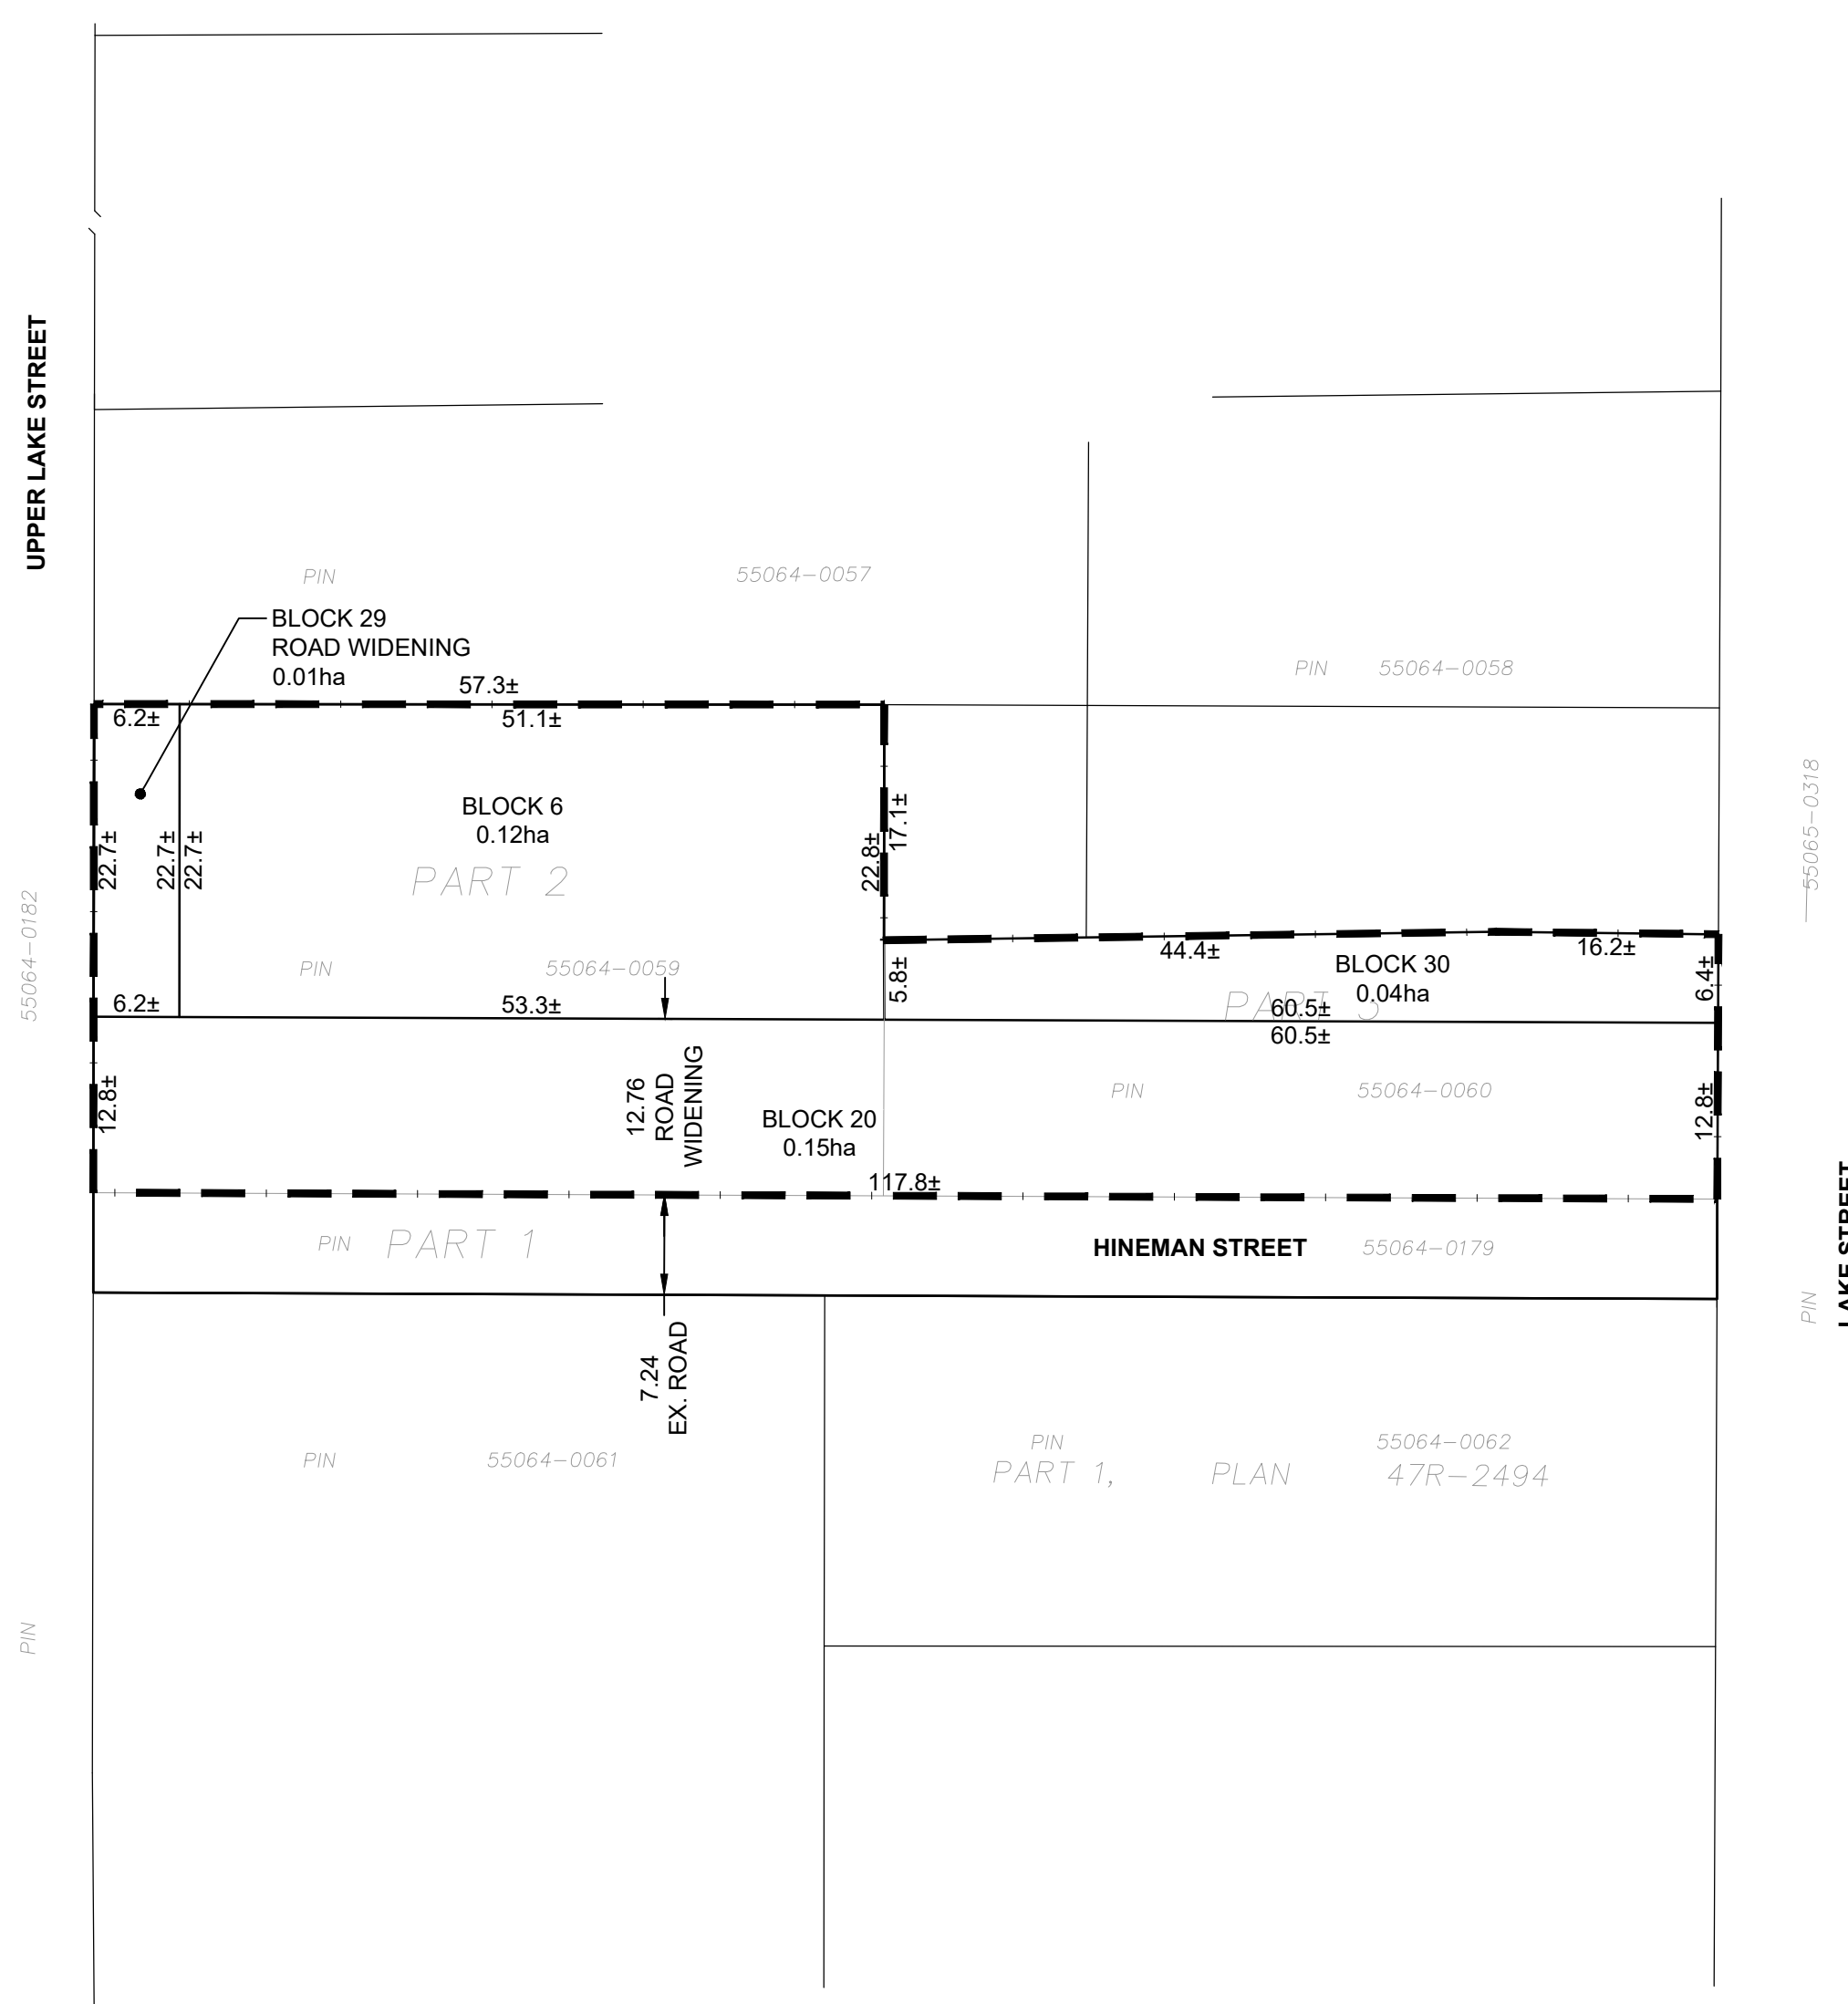 UPPER LAKE STREET
PIN 55064-0057
BLOCK 29
ROAD WIDENING
0.01ha
PIN 55064-0058
57.3±
6.2±
51.1±
55065-0318
BLOCK 6
0.12ha
17.1±
22.7±
22.7±
22.7±
22.8±
PART 2
55064-0182
44.4±
16.2±
PIN 55064-0059
5.8±
BLOCK 30
0.04ha
6.4±
6.2±
53.3±
PART 3
60.5±
60.5±
12.8±
12.76
ROAD
WIDENING
BLOCK 20
0.15ha
PIN 55064-0060
12.8±
117.8±
PIN PART 1
HINEMAN STREET 55064-0179
PIN
LAKE STREET
7.24
EX. ROAD
PIN 55064-0061
PIN 55064-0062
PART 1, PLAN 47R-2494
PIN